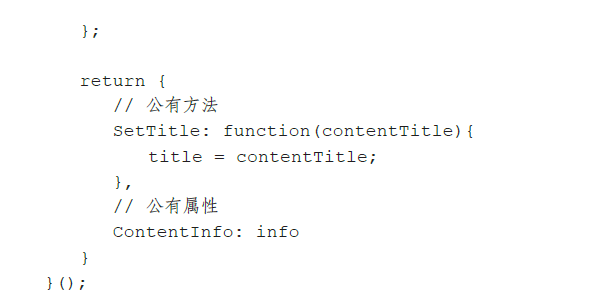 };
return {
// 公有方法
SetTitle: function(contentTitle){
title = contentTitle;
},
// 公有属性
ContentInfo: info
}
}();